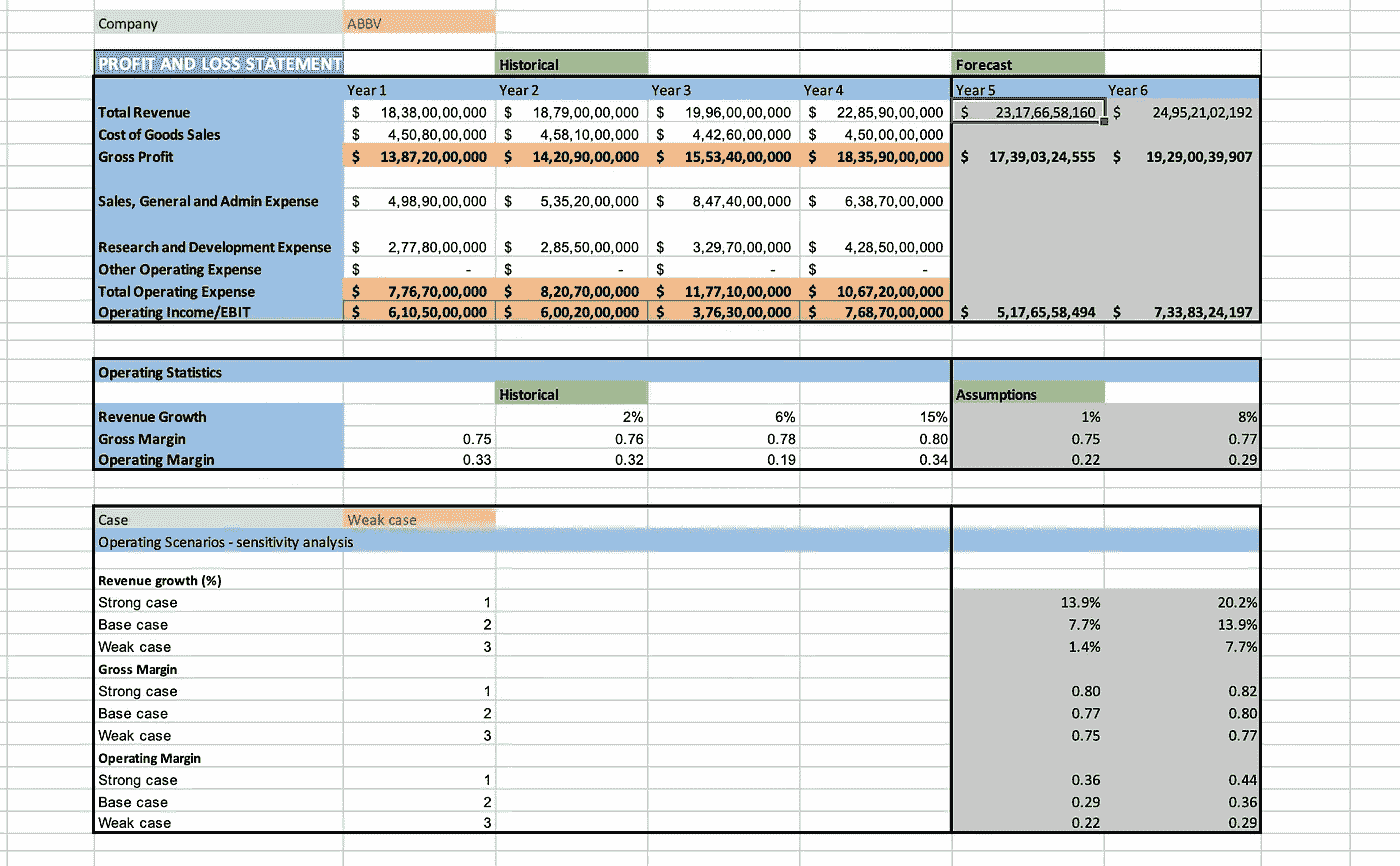 Company ABBV
PROFIT AND LOSS STATEMENT Historical Forecast
Year 1 Year 2 Year 3 Year 4 Year 5 Year 6
Total Revenue $ 18,38,00,00,000 $ 18,79,00,00,000 $ 19,96,00,00,000 $ 22,85,90,00,000 $ 23,17,66,58,160 $ 24,95,21,02,192
Cost of Goods Sales $ 4,50,80,00,000 $ 4,58,10,00,000 $ 4,42,60,00,000 $ 4,50,00,00,000
Gross Profit $ 13,87,20,00,000 $ 14,20,90,00,000 $ 15,53,40,00,000 $ 18,35,90,00,000 $ 17,39,03,24,555 $ 19,29,00,39,907
Sales, General and Admin Expense $ 4,98,90,00,000 $ 5,35,20,00,000 $ 8,47,40,00,000 $ 6,38,70,00,000
Research and Development Expense $ 2,77,80,00,000 $ 2,85,50,00,000 $ 3,29,70,00,000 $ 4,28,50,00,000
Other Operating Expense $ - $ - $ - $ -
Total Operating Expense $ 7,76,70,00,000 $ 8,20,70,00,000 $ 11,77,10,00,000 $ 10,67,20,00,000
Operating Income/EBIT $ 6,10,50,00,000 $ 6,00,20,00,000 $ 3,76,30,00,000 $ 7,68,70,00,000 $ 5,17,65,58,494 $ 7,33,83,24,197
Operating Statistics
Historical Assumptions
Revenue Growth 2% 6% 15% 1% 8%
Gross Margin 0.75 0.76 0.78 0.80 0.75 0.77
Operating Margin 0.33 0.32 0.19 0.34 0.22 0.29
Case Weak case
Operating Scenarios - sensitivity analysis
Revenue growth (%)
Strong case 1 13.9% 20.2%
Base case 2 7.7% 13.9%
Weak case 3 1.4% 7.7%
Gross Margin
Strong case 1 0.80 0.82
Base case 2 0.77 0.80
Weak case 3 0.75 0.77
Operating Margin
Strong case 1 0.36 0.44
Base case 2 0.29 0.36
Weak case 3 0.22 0.29